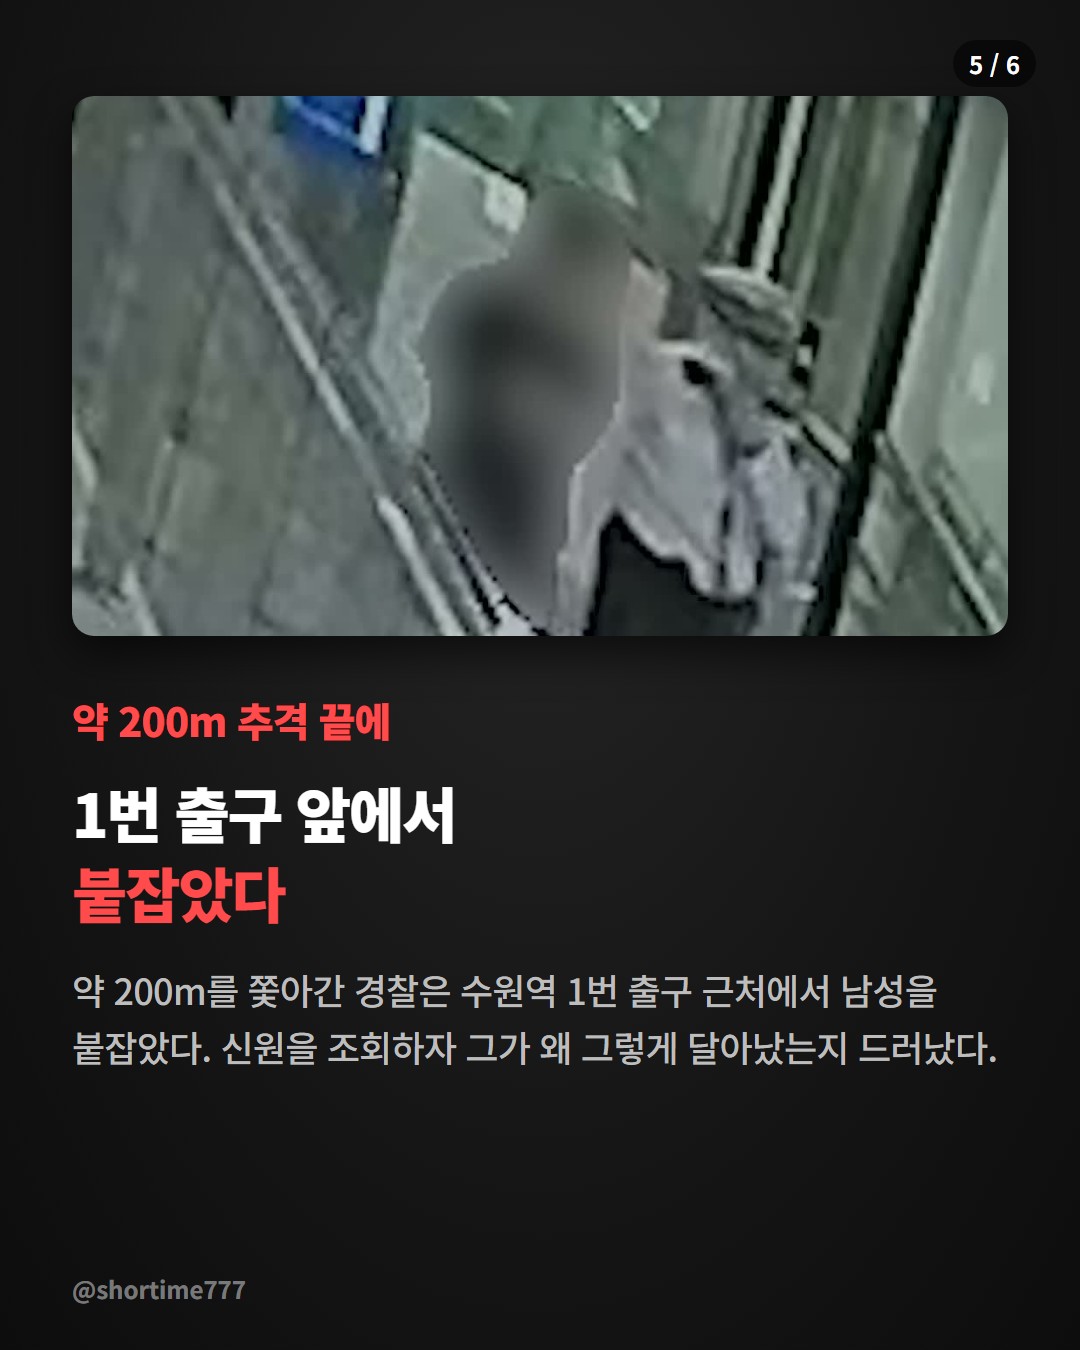 5 / 6
약 200m 추격 끝에
1번 출구 앞에서
붙잡았다
약 200m를 쫓아간 경찰은 수원역 1번 출구 근처에서 남성을
붙잡았다. 신원을 조회하자 그가 왜 그렇게 달아났는지 드러났다.
@shortime777